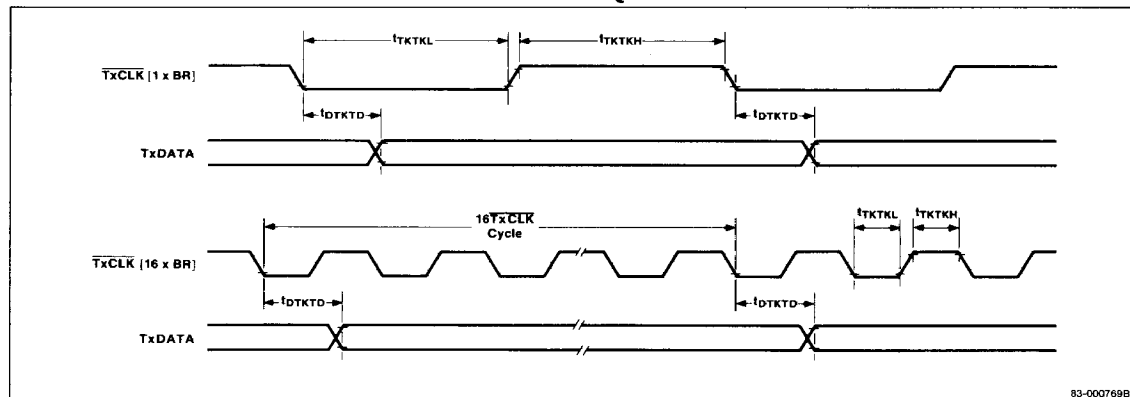 tTKTKL
tTKTKH
TxCLK [1 x BR]
tDTKTD
tDTKTD
TxDATA
16TxCLK
Cycle
tTKTKL
tTKTKH
TxCLK [16 x BR]
tDTKTD
tDTKTD
TxDATA
83-000769B